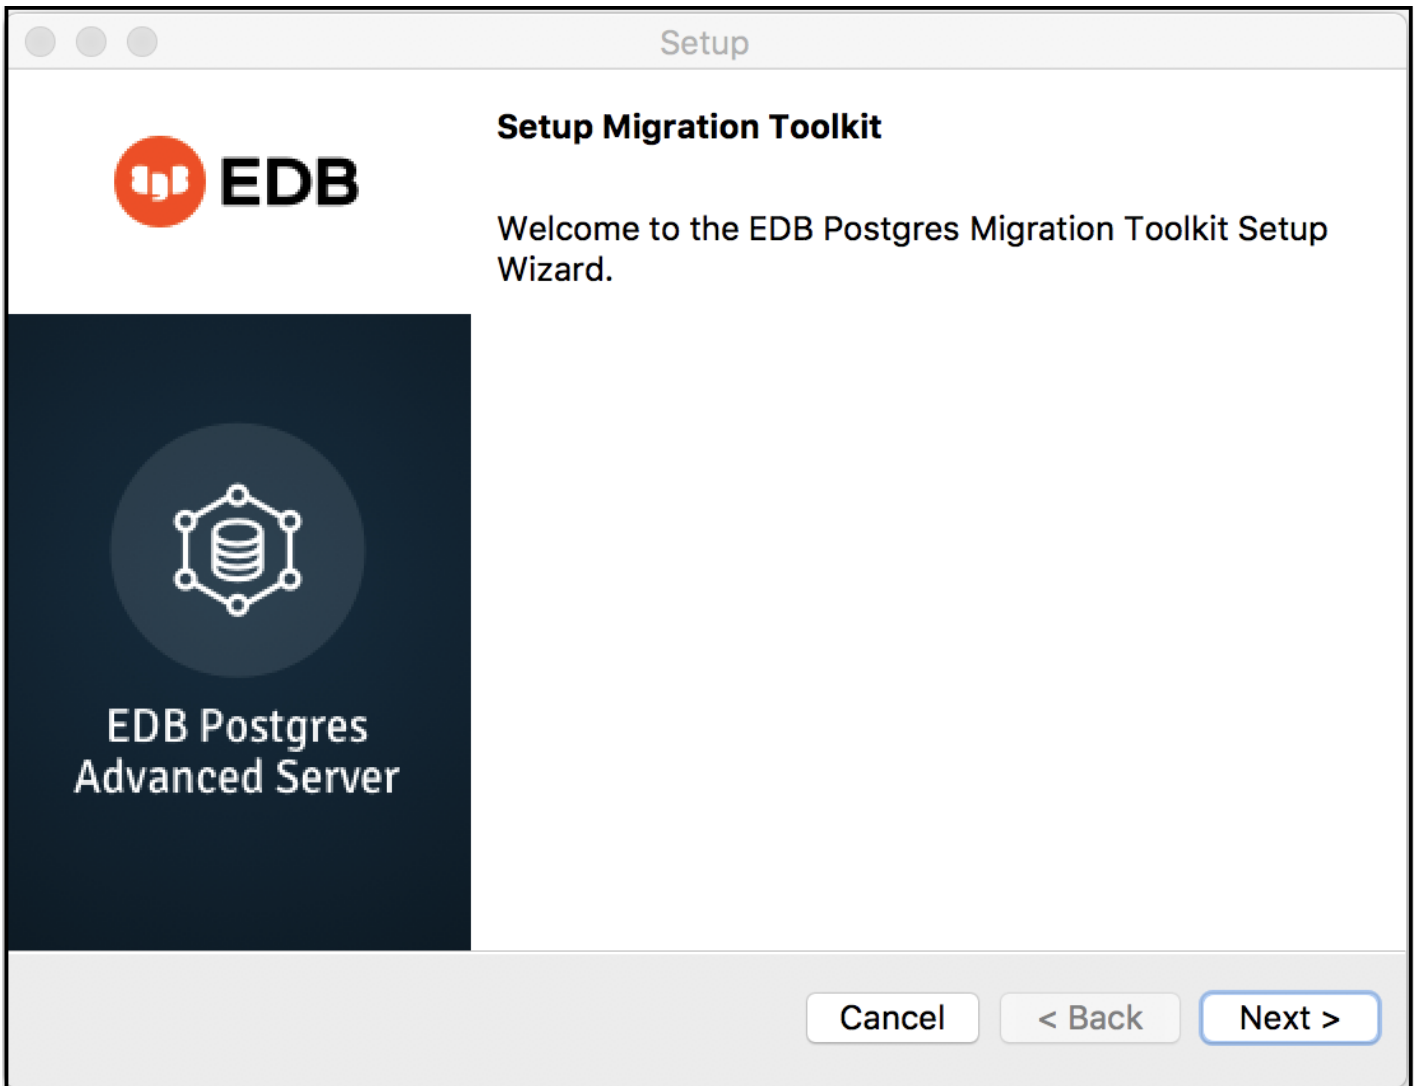 Setup
EDB
Setup Migration Toolkit
Welcome to the EDB Postgres Migration Toolkit Setup
Wizard.
EDB Postgres
Advanced Server
Cancel
< Back
Next >